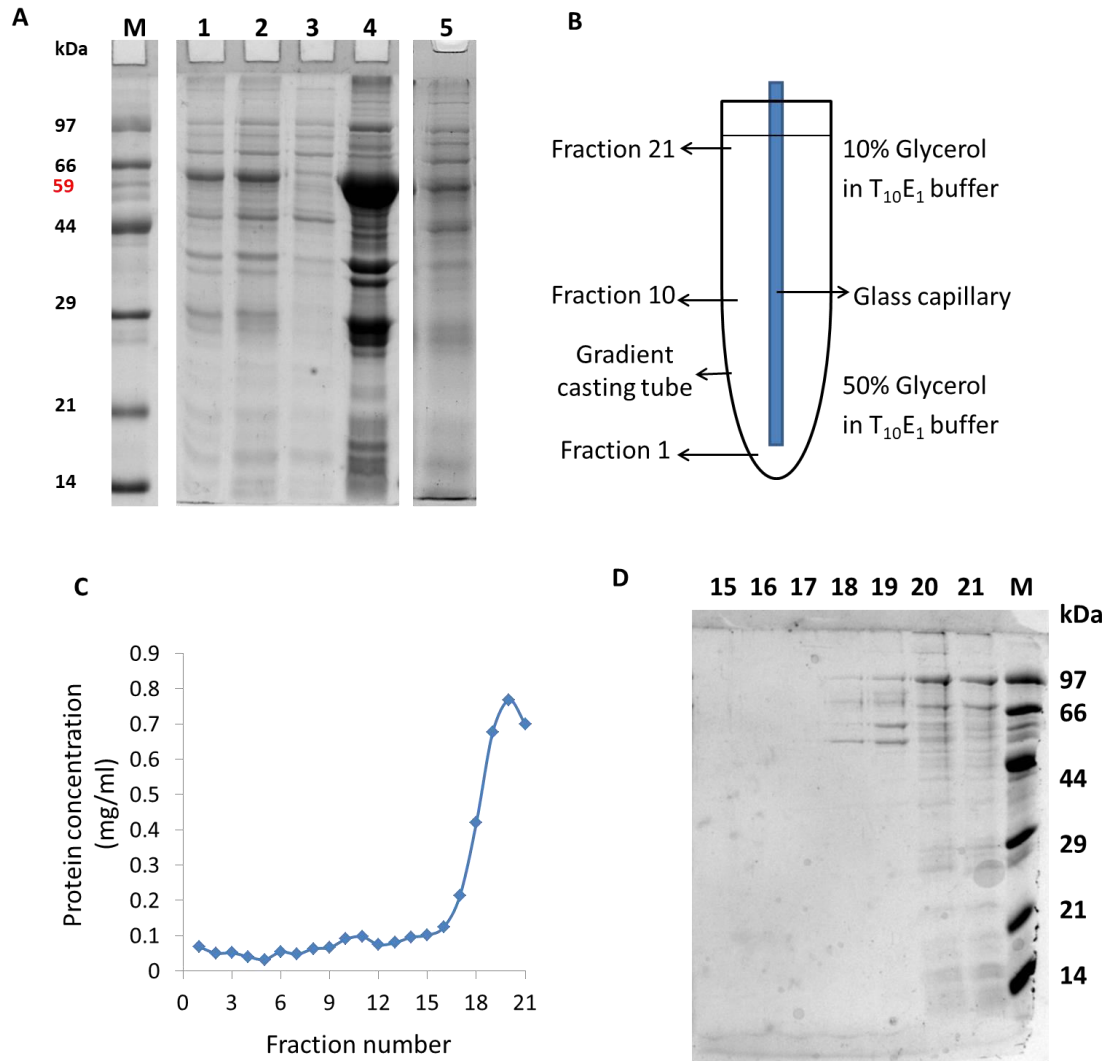 A
M 1 2 3 4 5
kDa
97
66
59
44
29
21
14
B
Fraction 21
10% Glycerol
in T₁₀E₁ buffer
Fraction 10
Glass capillary
Gradient
casting tube
50% Glycerol
in T₁₀E₁ buffer
Fraction 1
C
Protein concentration
(mg/ml)
0.9
0.8
0.7
0.6
0.5
0.4
0.3
0.2
0.1
0
0 3 6 9 12 15 18 21
Fraction number
D
15 16 17 18 19 20 21 M
kDa
97
66
44
29
21
14